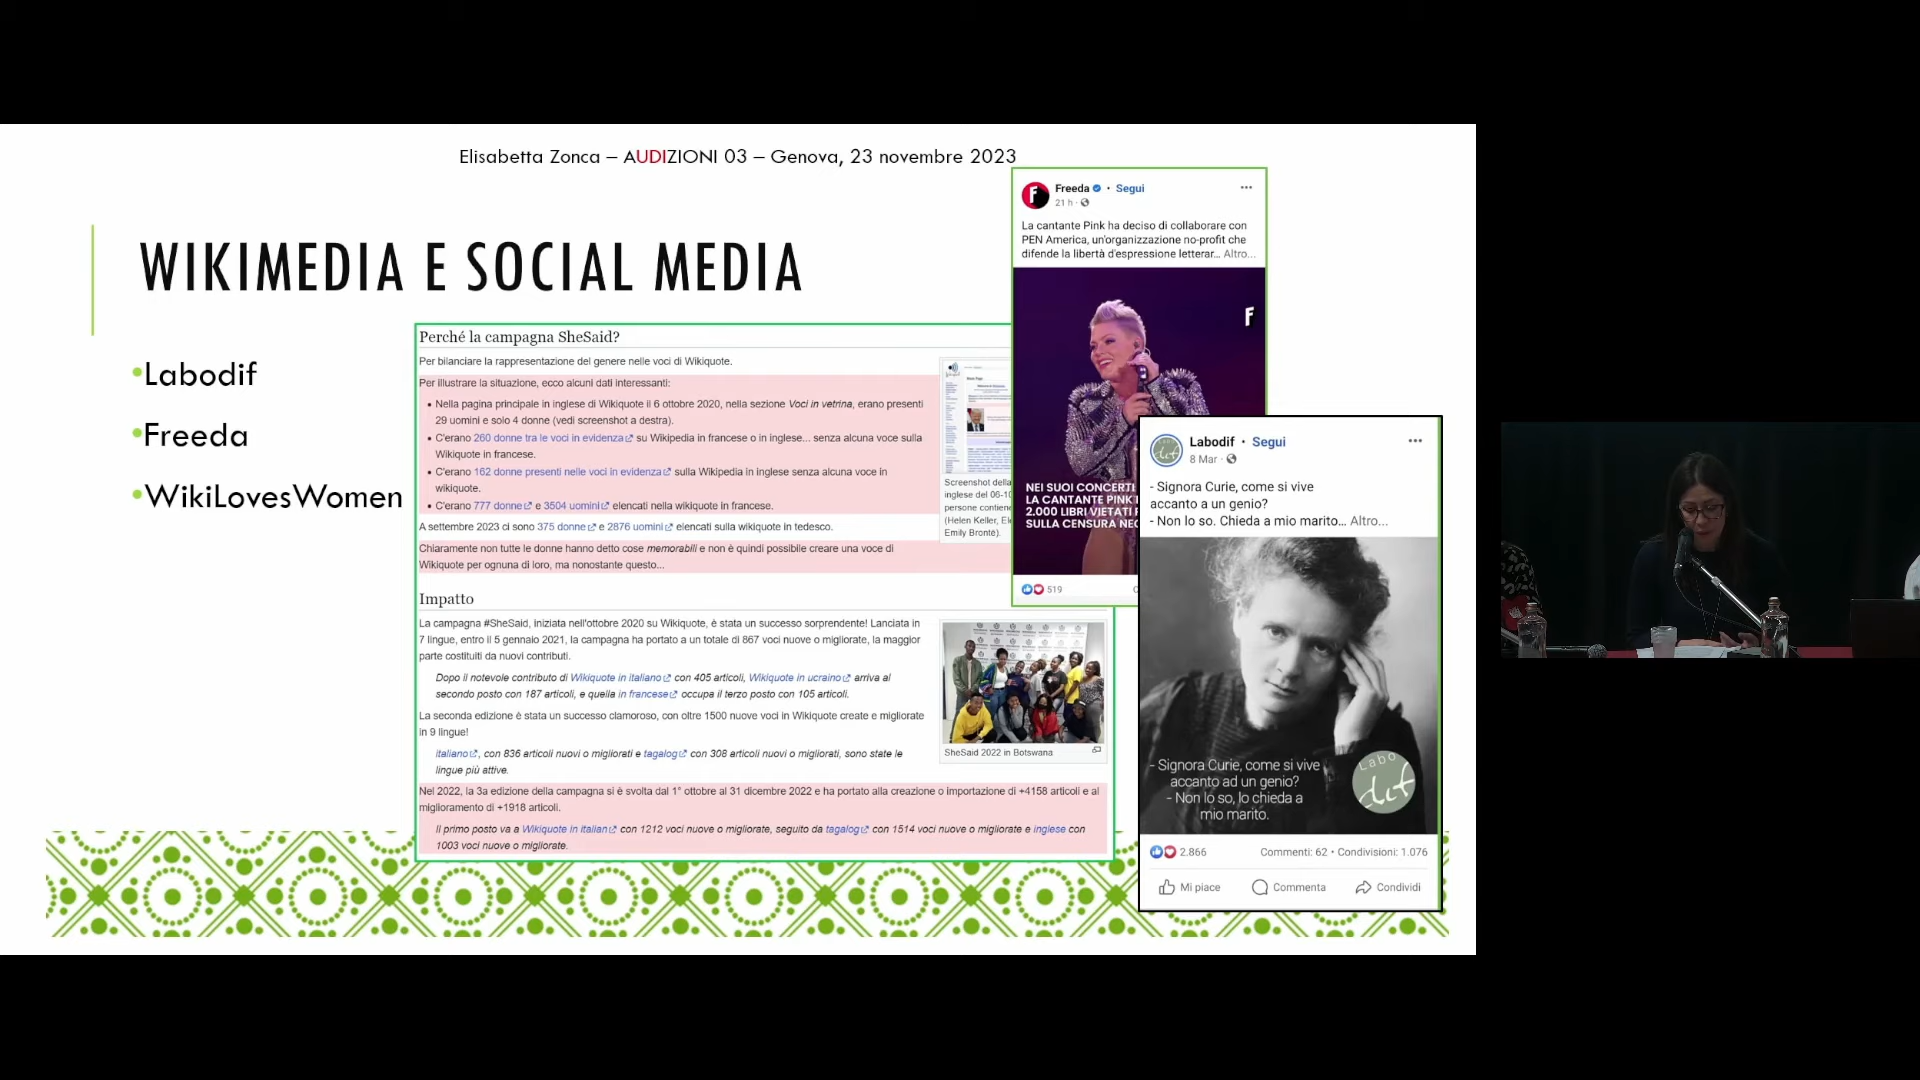 Elisabetta Zonca – AUDIZIONI 03 – Genova, 23 novembre 2023
WIKIMEDIA E SOCIAL MEDIA
•Labodif
•Freeda
•WikiLovesWomen
Perché la campagna SheSaid?
Per bilanciare la rappresentazione del genere nelle voci di Wikiquote.
Per illustrare la situazione, ecco alcuni dati interessanti:
• Nella pagina principale in inglese di Wikiquote il 6 ottobre 2020, nella sezione Voci in vetrina, erano presenti
29 uomini e solo 4 donne (vedi screenshot a destra).
• C'erano 260 donne tra le voci in evidenza su Wikipedia in francese o in inglese... senza alcuna voce sulla
Wikiquote in francese.
• C'erano 162 donne presenti nelle voci in evidenza sulla Wikipedia in inglese senza alcuna voce in
wikiquote.
• C'erano 777 donne e 3504 uomini elencati nella wikiquote in francese.
A settembre 2023 ci sono 375 donne e 2876 uomini elencati sulla wikiquote in tedesco.
Chiaramente non tutte le donne hanno detto cose memorabili e non è quindi possibile creare una voce di
Wikiquote per ognuna di loro, ma nonostante questo...
Screenshot della
inglese del 06-10
persone contiene
(Helen Keller, El
Emily Brontë).
Impatto
La campagna #SheSaid, iniziata nell'ottobre 2020 su Wikiquote, è stata un successo sorprendente! Lanciata in
7 lingue, entro il 5 gennaio 2021, la campagna ha portato a un totale di 867 voci nuove o migliorate, la maggior
parte costituiti da nuovi contributi.
Dopo il notevole contributo di Wikiquote in italiano con 405 articoli, Wikiquote in ucraino arriva al
secondo posto con 187 articoli, e quella in francese occupa il terzo posto con 105 articoli.
La seconda edizione è stata un successo clamoroso, con oltre 1500 nuove voci in Wikiquote create e migliorate
in 9 lingue!
italiano, con 836 articoli nuovi o migliorati e tagalog con 308 articoli nuovi o migliorati, sono state le
lingue più attive.
SheSaid 2022 in Botswana
Nel 2022, la 3a edizione della campagna si è svolta dal 1° ottobre al 31 dicembre 2022 e ha portato alla creazione o importazione di +4158 articoli e al
miglioramento di +1918 articoli.
Il primo posto va a Wikiquote in italian con 1212 voci nuove o migliorate, seguito da tagalog con 1514 voci nuove o migliorate e inglese con
1003 voci nuove o migliorate.
Freeda • Segui
21 h
La cantante Pink ha deciso di collaborare con
PEN America, un'organizzazione no-profit che
difende la libertà d'espressione letterar... Altro...
F
NEI SUOI CONCERTI
LA CANTANTE PINK
2.000 LIBRI VIETATI
SULLA CENSURA NE
519
Labodif • Segui
8 Mar
- Signora Curie, come si vive
accanto a un genio?
- Non lo so. Chieda a mio marito... Altro...
- Signora Curie, come si vive
accanto ad un genio?
- Non lo so, lo chieda a
mio marito.
Labo
dif
2.866 Commenti: 62 • Condivisioni: 1.076
Mi piace Commenta Condividi